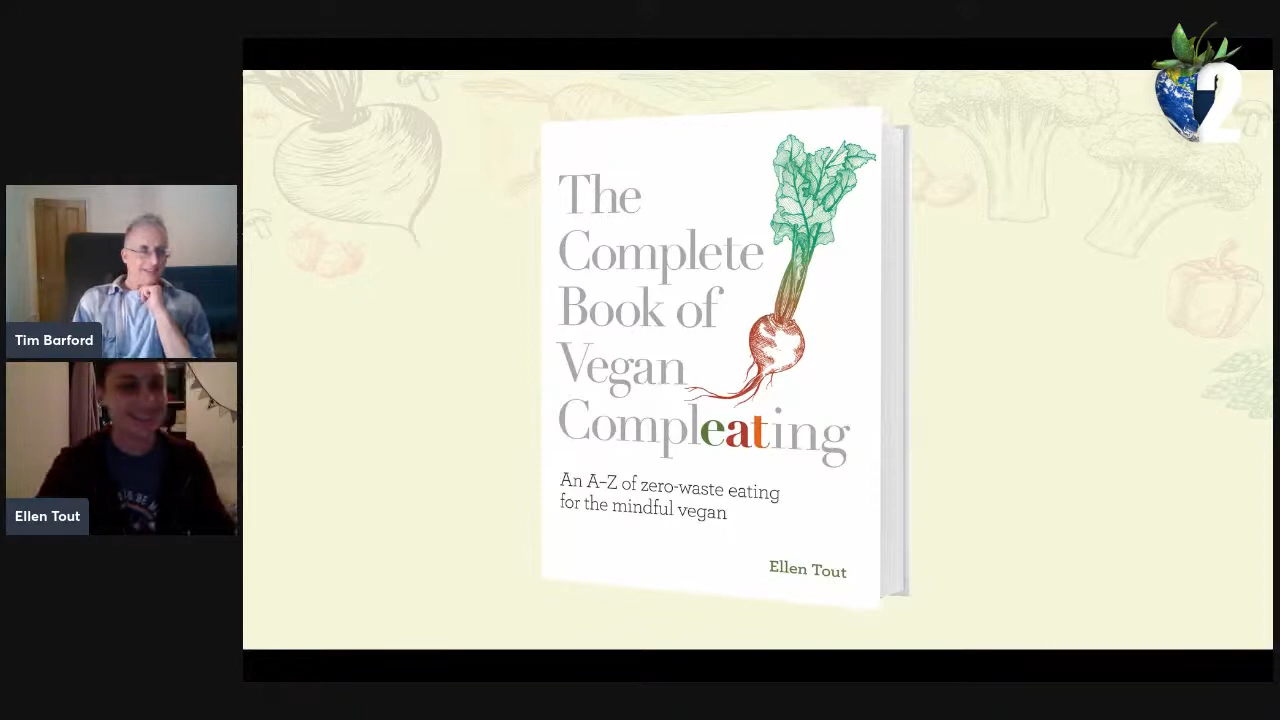 The
Complete
Book of
Vegan
Compleating
An A–Z of zero-waste eating
for the mindful vegan
Ellen Tout
Tim Barford
Ellen Tout
2